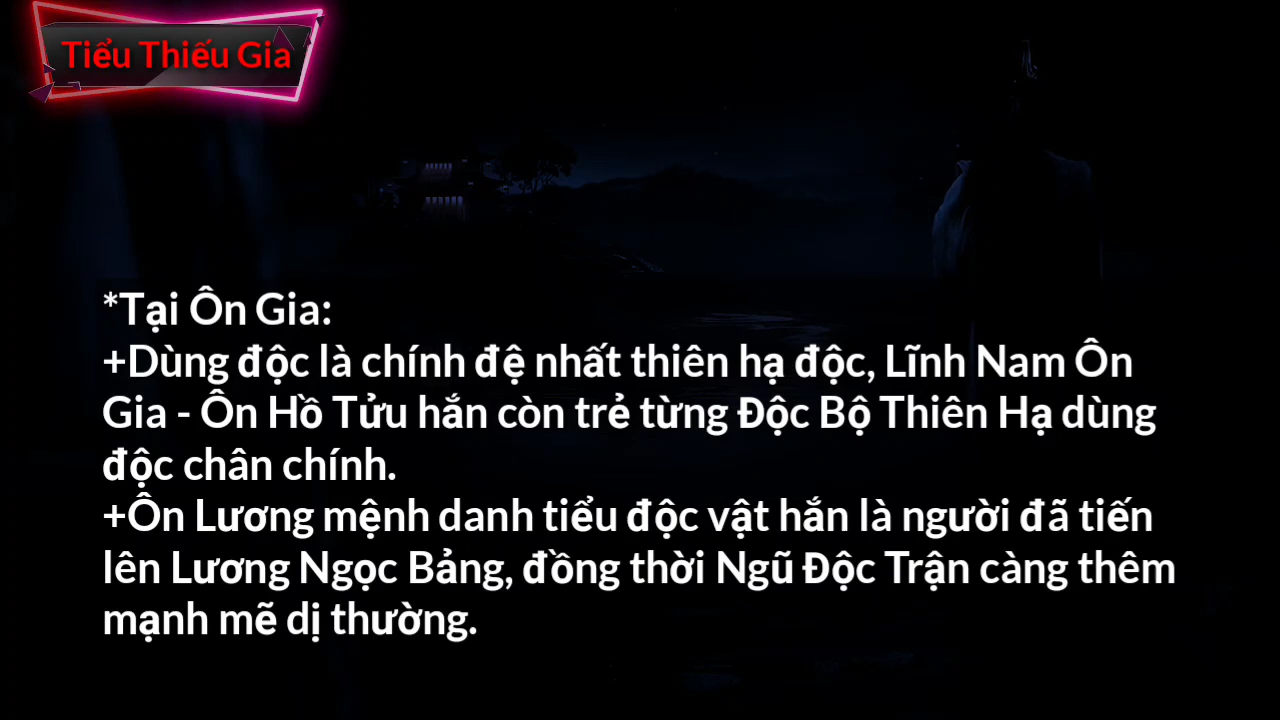 Tiểu Thiếu Gia
*Tại Ôn Gia:
+Dùng độc là chính đệ nhất thiên hạ độc, Lĩnh Nam Ôn
Gia - Ôn Hồ Tửu hắn còn trẻ từng Độc Bộ Thiên Hạ dùng
độc chân chính.
+Ôn Lương mệnh danh tiểu độc vật hắn là người đã tiến
lên Lương Ngọc Bảng, đồng thời Ngũ Độc Trận càng thêm
mạnh mẽ dị thường.